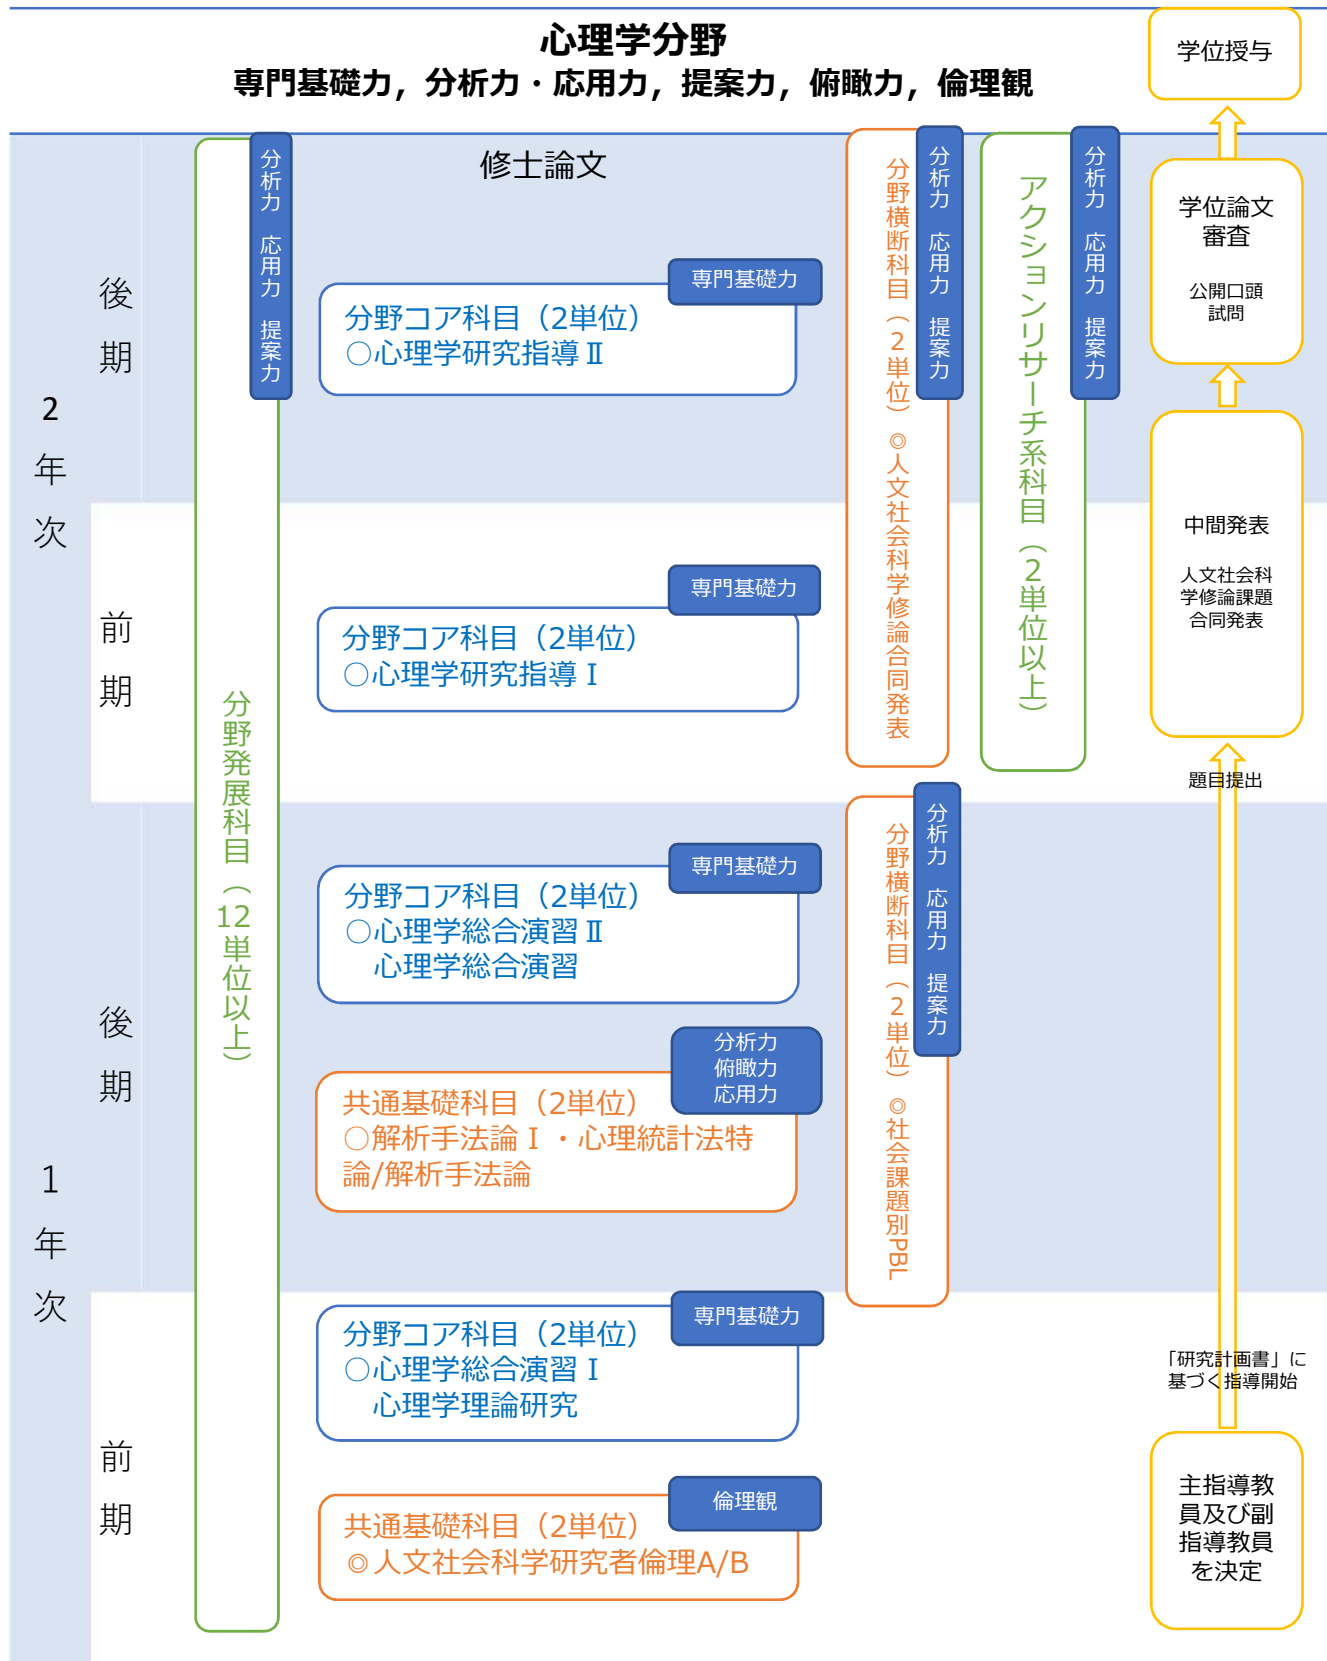 心理学分野
専門基礎力，分析力・応用力，提案力，俯瞰力，倫理観
学位授与
2年次
後期
前期
1年次
後期
前期
分野発展科目（12単位以上）
分析力　応用力　提案力
修士論文
専門基礎力
分野コア科目（2単位）
○心理学研究指導Ⅱ
専門基礎力
分野コア科目（2単位）
○心理学研究指導Ⅰ
専門基礎力
分野コア科目（2単位）
○心理学総合演習Ⅱ
心理学総合演習
分析力
俯瞰力
応用力
共通基礎科目（2単位）
○解析手法論Ⅰ・心理統計法特
論/解析手法論
専門基礎力
分野コア科目（2単位）
○心理学総合演習Ⅰ
心理学理論研究
倫理観
共通基礎科目（2単位）
◎人文社会科学研究者倫理A/B
分野横断科目（2単位）◎人文社会科学修論合同発表
分析力　応用力　提案力
分野横断科目（2単位）◎社会課題別PBL
分析力　応用力　提案力
アクションリサーチ系科目（2単位以上）
分析力　応用力　提案力
学位論文
審査
公開口頭
試問
中間発表
人文社会科
学修論課題
合同発表
題目提出
「研究計画書」に
基づく指導開始
主指導教
員及び副
指導教員
を決定